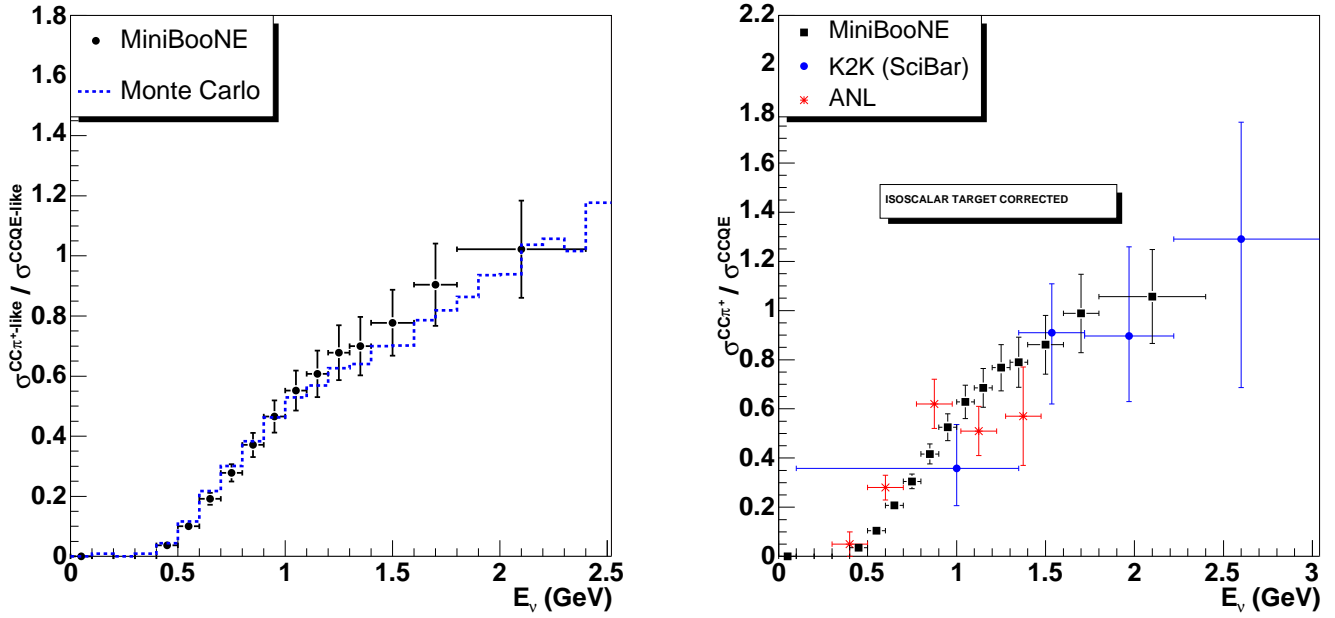 1.8
1.6
1.4
1.2
1
0.8
0.6
0.4
0.2
0
MiniBooNE
Monte Carlo
σ^CCπ⁺-like / σ^CCQE-like
0 0.5 1 1.5 2 2.5
E_ν (GeV)
2.2
2
1.8
1.6
1.4
1.2
1
0.8
0.6
0.4
0.2
0
MiniBooNE
K2K (SciBar)
ANL
ISOSCALAR TARGET CORRECTED
σ^CCπ⁺ / σ^CCQE
0 0.5 1 1.5 2 2.5 3
E_ν (GeV)